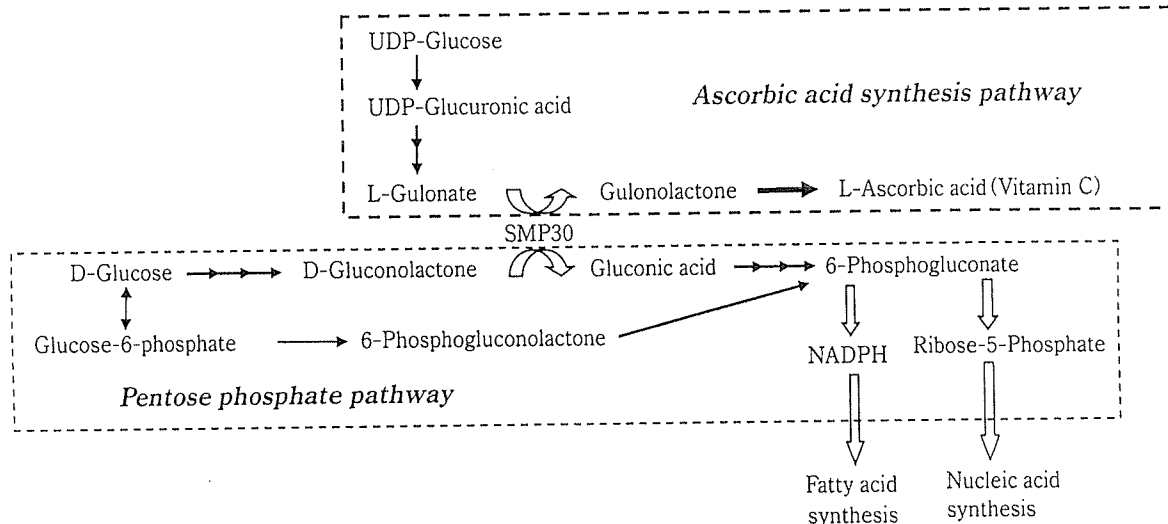 UDP-Glucose
UDP-Glucuronic acid
Ascorbic acid synthesis pathway
L-Gulonate
Gulonolactone
L-Ascorbic acid (Vitamin C)
SMP30
D-Glucose
D-Gluconolactone
Gluconic acid
6-Phosphogluconate
Glucose-6-phosphate
6-Phosphogluconolactone
NADPH
Ribose-5-Phosphate
Pentose phosphate pathway
Fatty acid
synthesis
Nucleic acid
synthesis